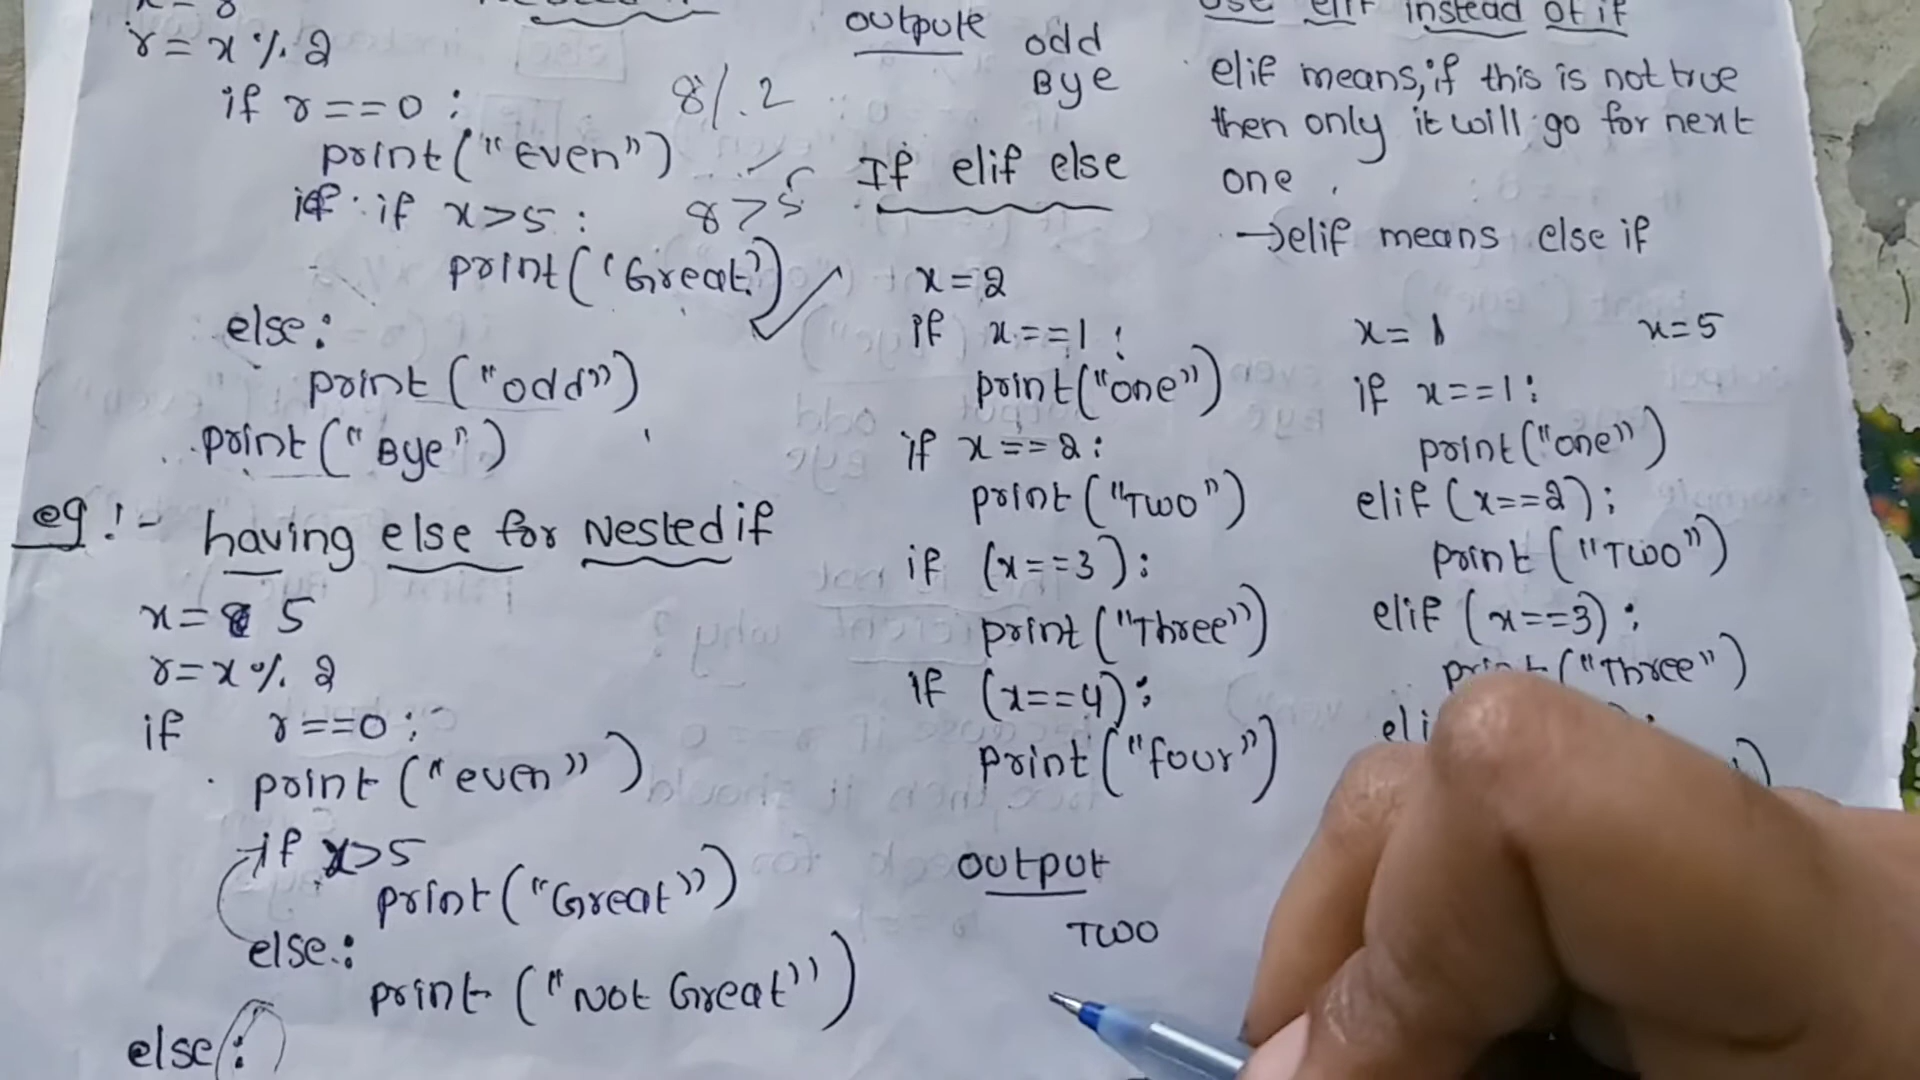 r = x % 2
if r == 0 :
print("Even")
if x > 5 :
print('Great')
else :
print ("odd")
print ("Bye")
8 % 2
8 > 5
eg :- having else for Nested if
x = 5
r = x % 2
if r == 0 :
print ("even")
if x > 5
print ("Great")
else :
print ("Not Great")
else :
output
odd
Bye
If elif else
x = 2
if x == 1 :
print("one")
if x == 2 :
print ("Two")
if (x==3) :
print ("Three")
if (x==4) :
print ("four")
output
TWO
use elif instead of if
elif means, if this is not true
then only it will go for next
one .
→ elif means else if
x = 1
x = 5
if x == 1 :
print("one")
elif (x==2) :
print ("Two")
elif (x==3) :
print ("Three")